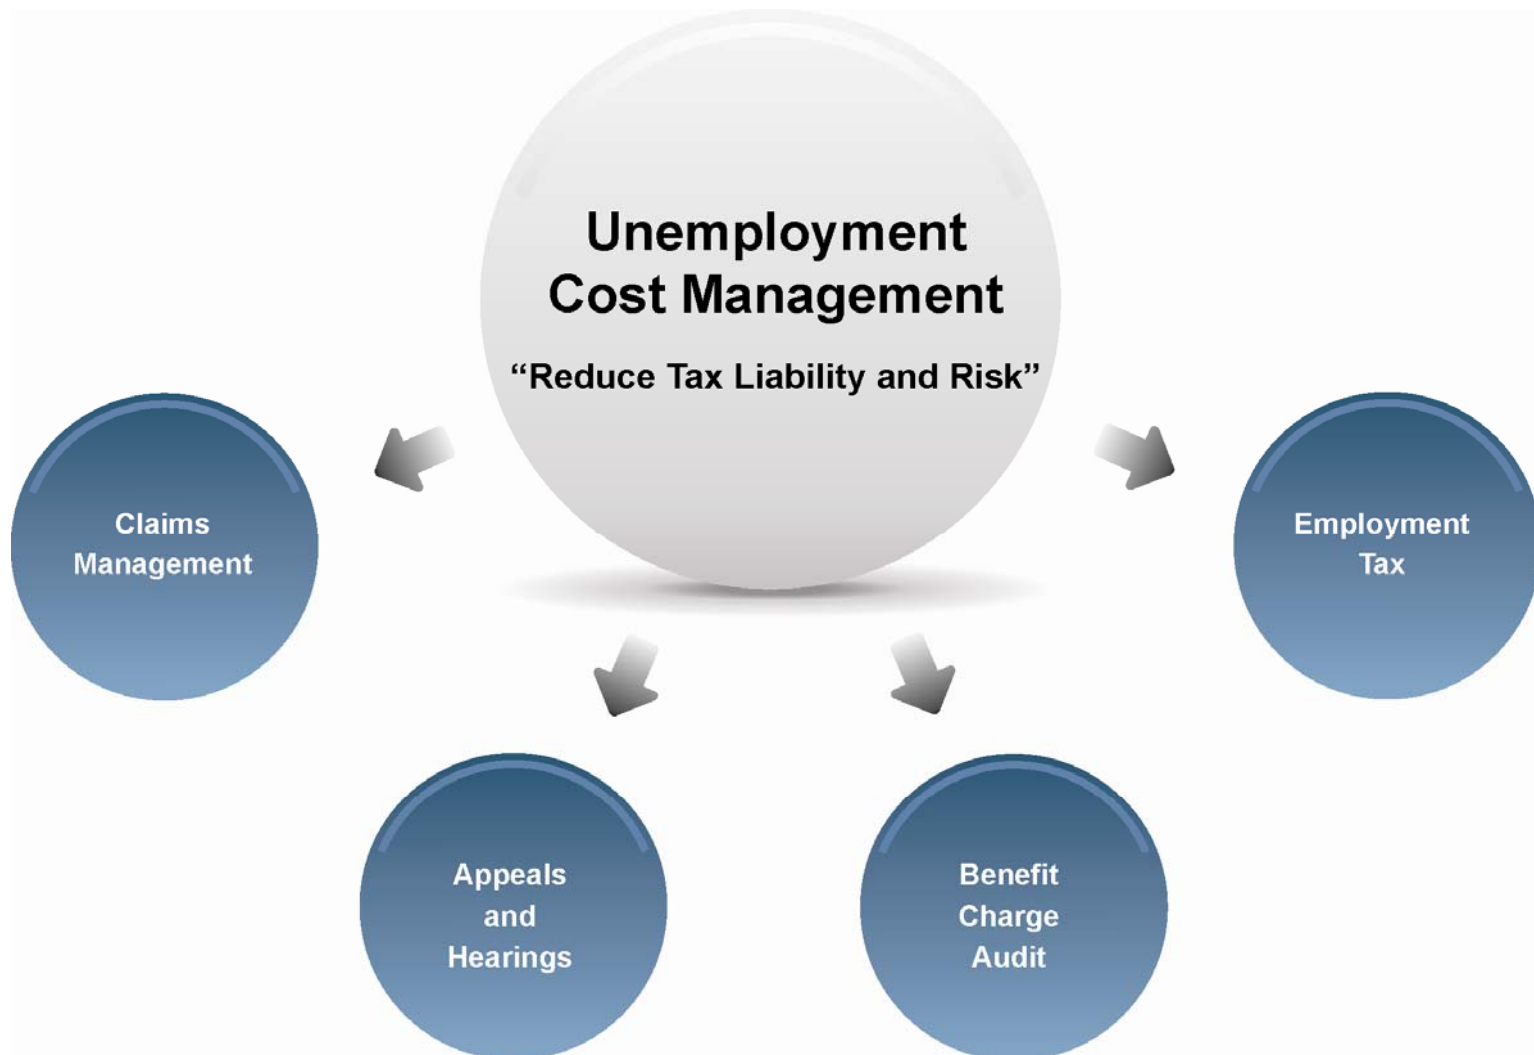 Unemployment
Cost Management
“Reduce Tax Liability and Risk”
Claims
Management
Employment
Tax
Appeals
and
Hearings
Benefit
Charge
Audit